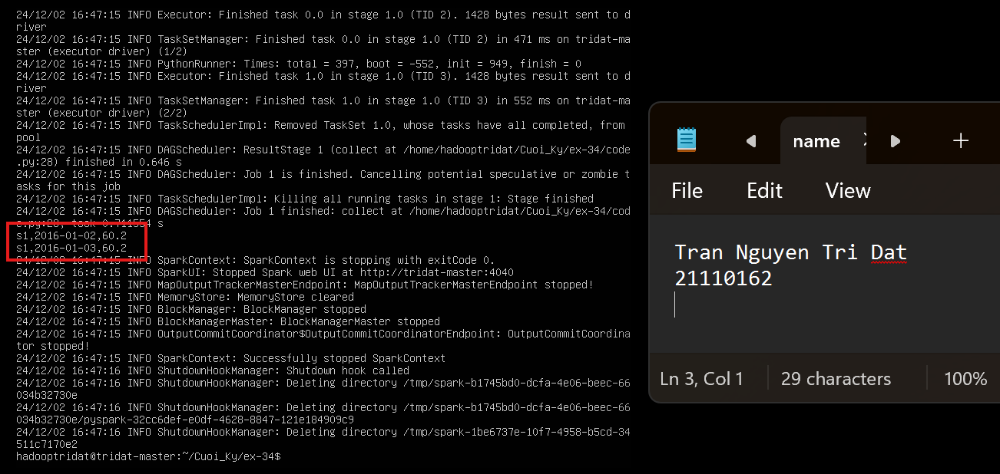 24/12/02 16:47:15 INFO Executor: Finished task 0.0 in stage 1.0 (TID 2). 1428 bytes result sent to d
river
24/12/02 16:47:15 INFO TaskSetManager: Finished task 0.0 in stage 1.0 (TID 2) in 471 ms on tridat-ma
ster (executor driver) (1/2)
24/12/02 16:47:15 INFO PythonRunner: Times: total = 397, boot = -552, init = 949, finish = 0
24/12/02 16:47:15 INFO Executor: Finished task 1.0 in stage 1.0 (TID 3). 1428 bytes result sent to d
river
24/12/02 16:47:15 INFO TaskSetManager: Finished task 1.0 in stage 1.0 (TID 3) in 552 ms on tridat-ma
ster (executor driver) (2/2)
24/12/02 16:47:15 INFO TaskSchedulerImpl: Removed TaskSet 1.0, whose tasks have all completed, from
pool
24/12/02 16:47:15 INFO DAGScheduler: ResultStage 1 (collect at /home/hadooptridat/Cuoi_Ky/ex-34/code
.py:28) finished in 0.646 s
24/12/02 16:47:15 INFO DAGScheduler: Job 1 is finished. Cancelling potential speculative or zombie t
asks for this job
24/12/02 16:47:15 INFO TaskSchedulerImpl: Killing all running tasks in stage 1: Stage finished
24/12/02 16:47:15 INFO DAGScheduler: Job 1 finished: collect at /home/hadooptridat/Cuoi_Ky/ex-34/cod
e.py:28, took 0.711554 s
s1,2016-01-02,60.2
s1,2016-01-03,60.2
24/12/02 16:47:15 INFO SparkContext: SparkContext is stopping with exitCode 0.
24/12/02 16:47:15 INFO SparkUI: Stopped Spark web UI at http://tridat-master:4040
24/12/02 16:47:15 INFO MapOutputTrackerMasterEndpoint: MapOutputTrackerMasterEndpoint stopped!
24/12/02 16:47:15 INFO MemoryStore: MemoryStore cleared
24/12/02 16:47:15 INFO BlockManager: BlockManager stopped
24/12/02 16:47:15 INFO BlockManagerMaster: BlockManagerMaster stopped
24/12/02 16:47:15 INFO OutputCommitCoordinator$OutputCommitCoordinatorEndpoint: OutputCommitCoordina
tor stopped!
24/12/02 16:47:15 INFO SparkContext: Successfully stopped SparkContext
24/12/02 16:47:16 INFO ShutdownHookManager: Shutdown hook called
24/12/02 16:47:16 INFO ShutdownHookManager: Deleting directory /tmp/spark-b1745bd0-dcfa-4e06-beec-66
034b32730e
24/12/02 16:47:16 INFO ShutdownHookManager: Deleting directory /tmp/spark-b1745bd0-dcfa-4e06-beec-66
034b32730e/pyspark-32cc6def-e0df-4628-8847-121e184909c9
24/12/02 16:47:16 INFO ShutdownHookManager: Deleting directory /tmp/spark-1be6737e-10f7-4958-b5cd-34
511c7170e2
hadooptridat@tridat-master:~/Cuoi_Ky/ex-34$
name
File Edit View
Tran Nguyen Tri Dat
21110162
Ln 3, Col 1 29 characters 100%